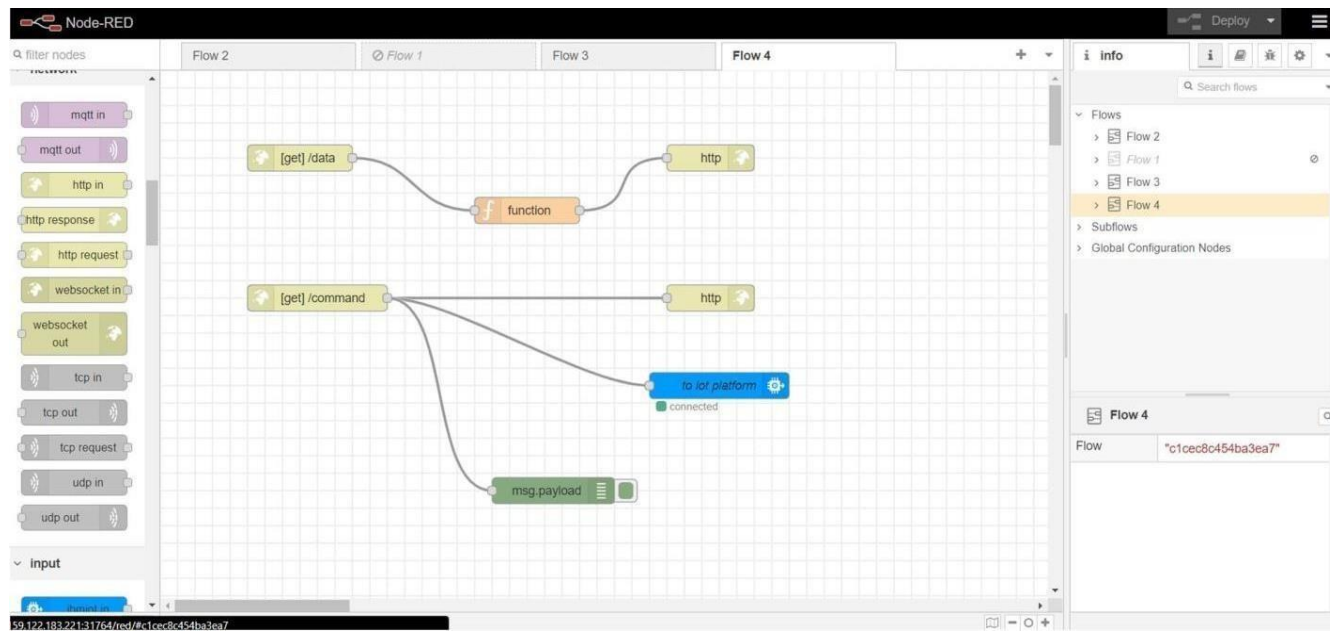 Node-RED
Deploy
filter nodes
Flow 2
Flow 1
Flow 3
Flow 4
info
i
Search flows
network
mqtt in
mqtt out
http in
http response
http request
websocket in
websocket
out
tcp in
tcp out
tcp request
udp in
udp out
input
ibmiot in
[get] /data
function
http
[get] /command
http
to iot platform
connected
msg.payload
Flows
Flow 2
Flow 1
Flow 3
Flow 4
Subflows
Global Configuration Nodes
Flow 4
Flow
"c1cec8c454ba3ea7"
59.122.183.221:31764/red/#c1cec8c454ba3ea7